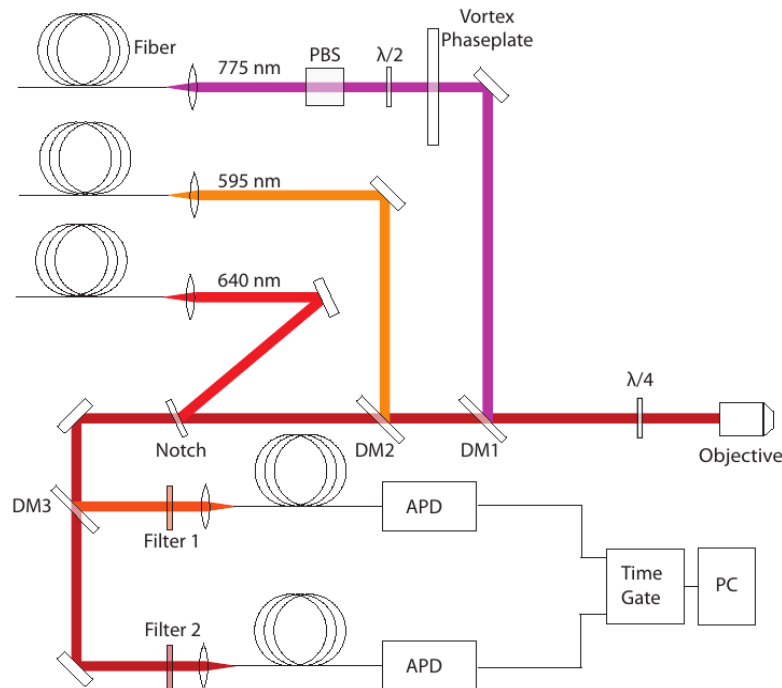 Vortex
Phaseplate
Fiber
775 nm
PBS
λ/2
595 nm
640 nm
λ/4
Notch
DM2
DM1
Objective
DM3
Filter 1
APD
Time
Gate
PC
Filter 2
APD